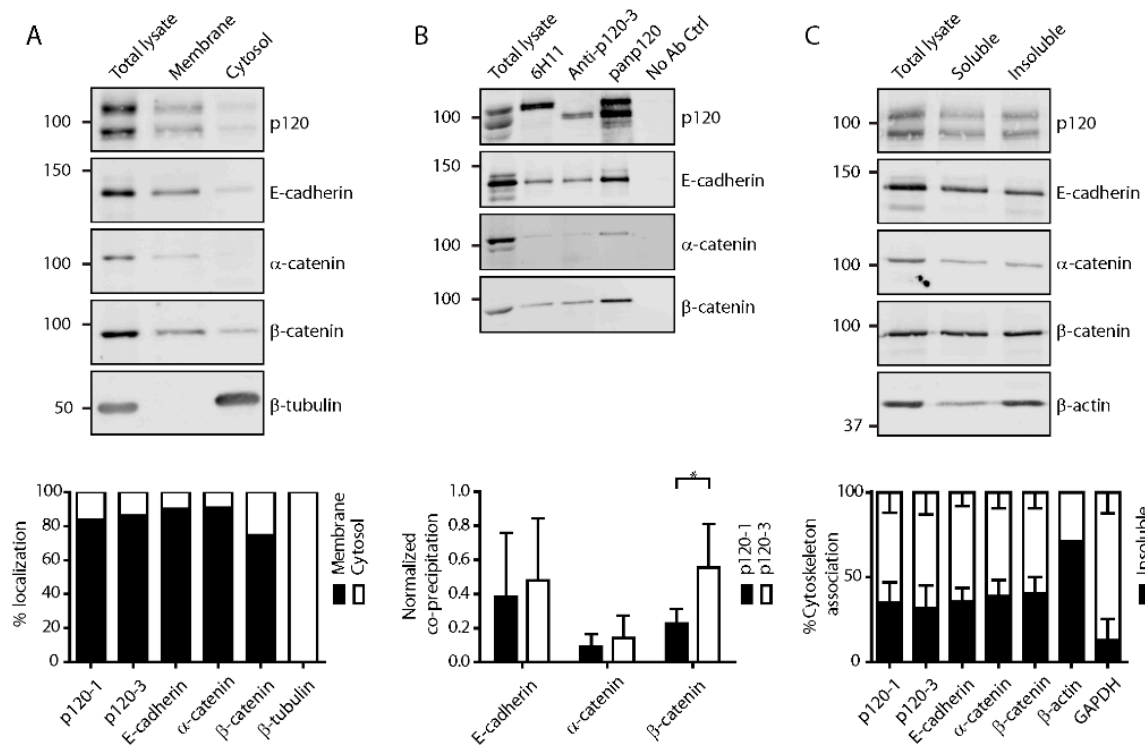 A
Total lysate
Membrane
Cytosol
100
p120
150
E-cadherin
100
α-catenin
100
β-catenin
50
β-tubulin
% localization
100
80
60
40
20
0
p120-1
p120-3
E-cadherin
α-catenin
β-catenin
β-tubulin
Membrane
Cytosol
B
Total lysate
6H11
Anti-p120-3
panp120
No Ab Ctrl
100
p120
150
E-cadherin
100
α-catenin
100
β-catenin
Normalized
co-precipitation
1.0
0.8
0.6
0.4
0.2
0.0
*
E-cadherin
α-catenin
β-catenin
p120-1
p120-3
C
Total lysate
Soluble
Insoluble
100
p120
150
E-cadherin
100
α-catenin
100
β-catenin
37
β-actin
%Cytoskeleton
association
100
50
0
p120-1
p120-3
E-cadherin
α-catenin
β-catenin
β-actin
GAPDH
Insoluble